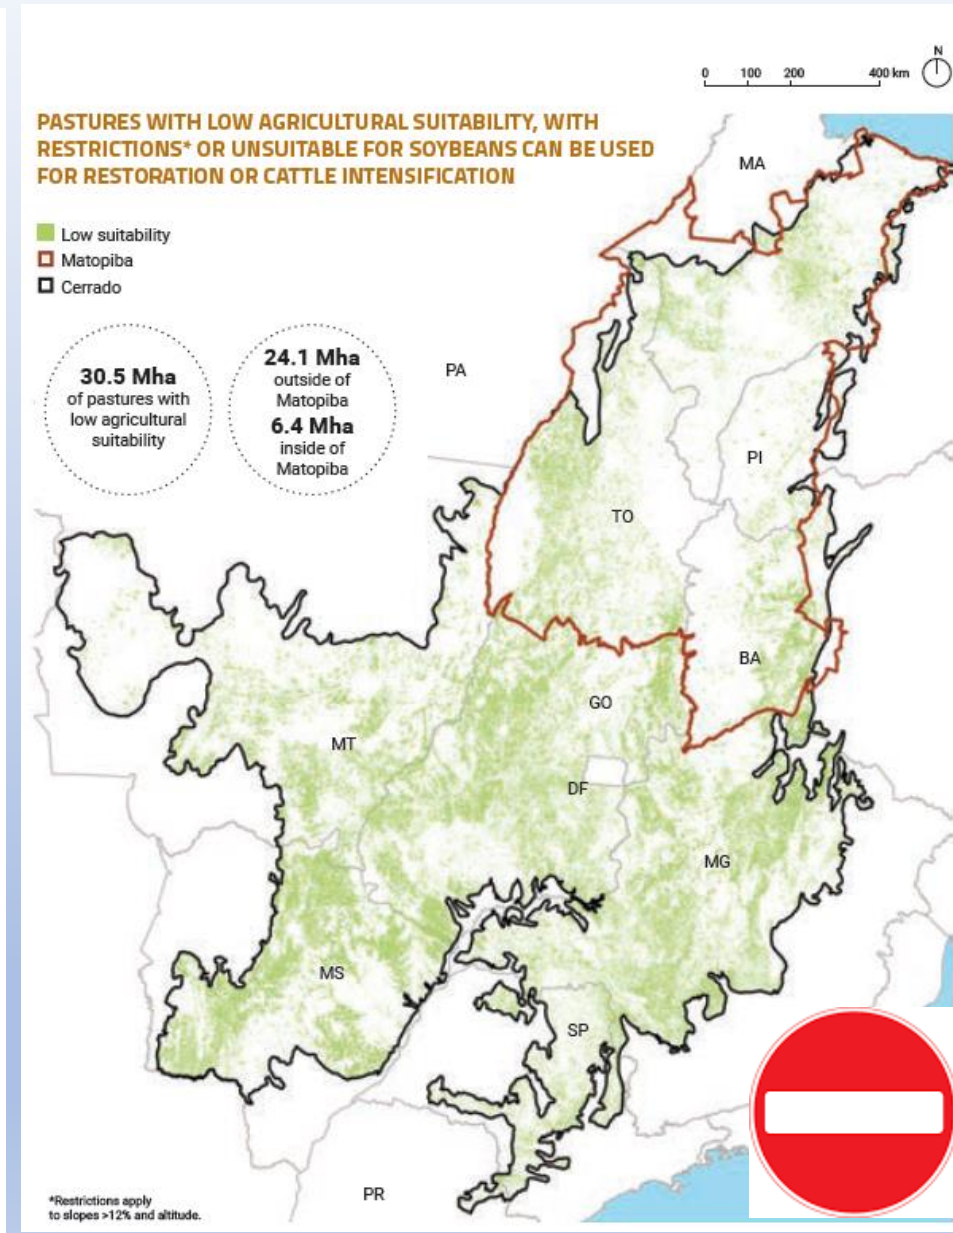 N
0 100 200 400 km
PASTURES WITH LOW AGRICULTURAL SUITABILITY, WITH
RESTRICTIONS* OR UNSUITABLE FOR SOYBEANS CAN BE USED
FOR RESTORATION OR CATTLE INTENSIFICATION
Low suitability
Matopiba
Cerrado
30.5 Mha
of pastures with
low agricultural
suitability
24.1 Mha
outside of
Matopiba
6.4 Mha
inside of
Matopiba
MA
PA
PI
TO
BA
GO
MT
DF
MG
MS
SP
PR
*Restrictions apply
to slopes >12% and altitude.